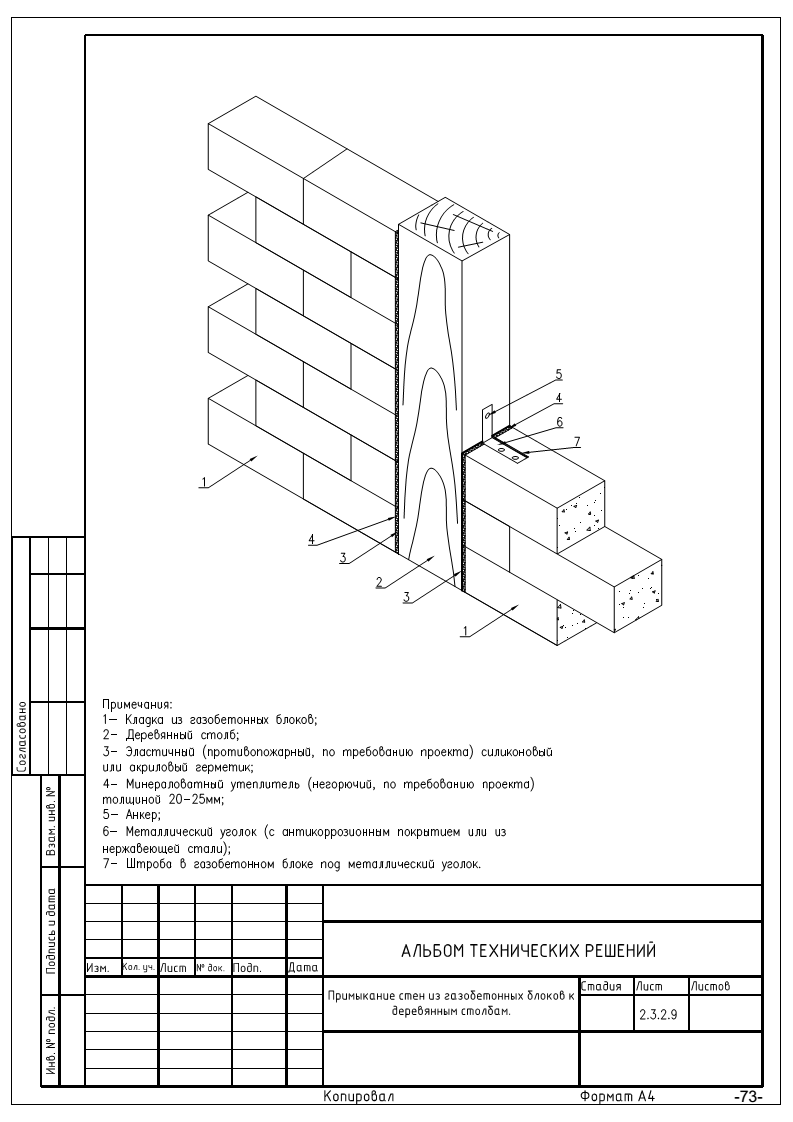 5
4
6
7
1
4
3
2
3
1
Примечания:
1– Кладка из газобетонных блоков;
2– Деревянный столб;
3– Эластичный (противопожарный, по требованию проекта) силиконовый
или акриловый герметик;
4– Минераловатный утеплитель (негорючий, по требованию проекта)
толщиной 20–25мм;
5– Анкер;
6– Металлический уголок (с антикоррозионным покрытием или из
нержавеющей стали);
7– Штроба в газобетонном блоке под металлический уголок.
Согласовано
Взам. инв. №
Подпись и дата
Инв. № подл.
АЛЬБОМ ТЕХНИЧЕСКИХ РЕШЕНИЙ
Изм. Кол. уч. Лист № док. Подп. Дата
Примыкание стен из газобетонных блоков к
деревянным столбам.
Стадия Лист Листов
2.3.2.9
Копировал Формат А4 -73-